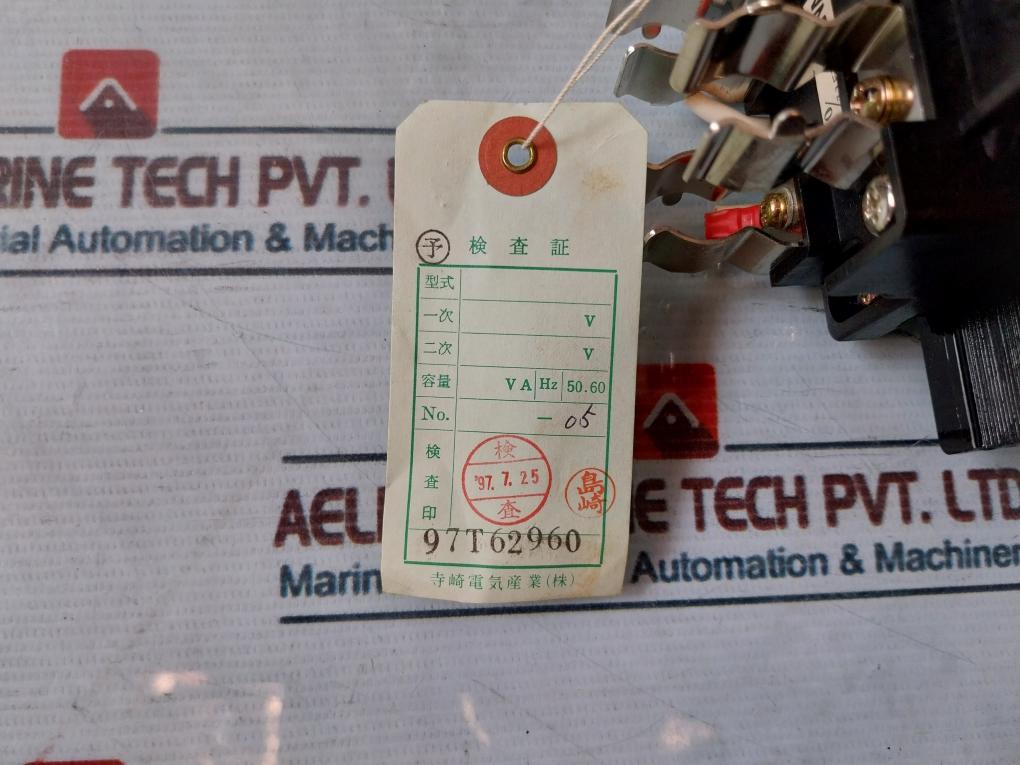 RINE TECH PVT.
ial Automation & Mach
予 検査証
型式
一次 V
二次 V
容量 VA Hz 50.60
No. - 05
検査印
検
'97.7.25
査
島崎
97T62960
寺崎電気産業(株)
AEL E TECH PVT. LTD
Marin Automation & Machiner